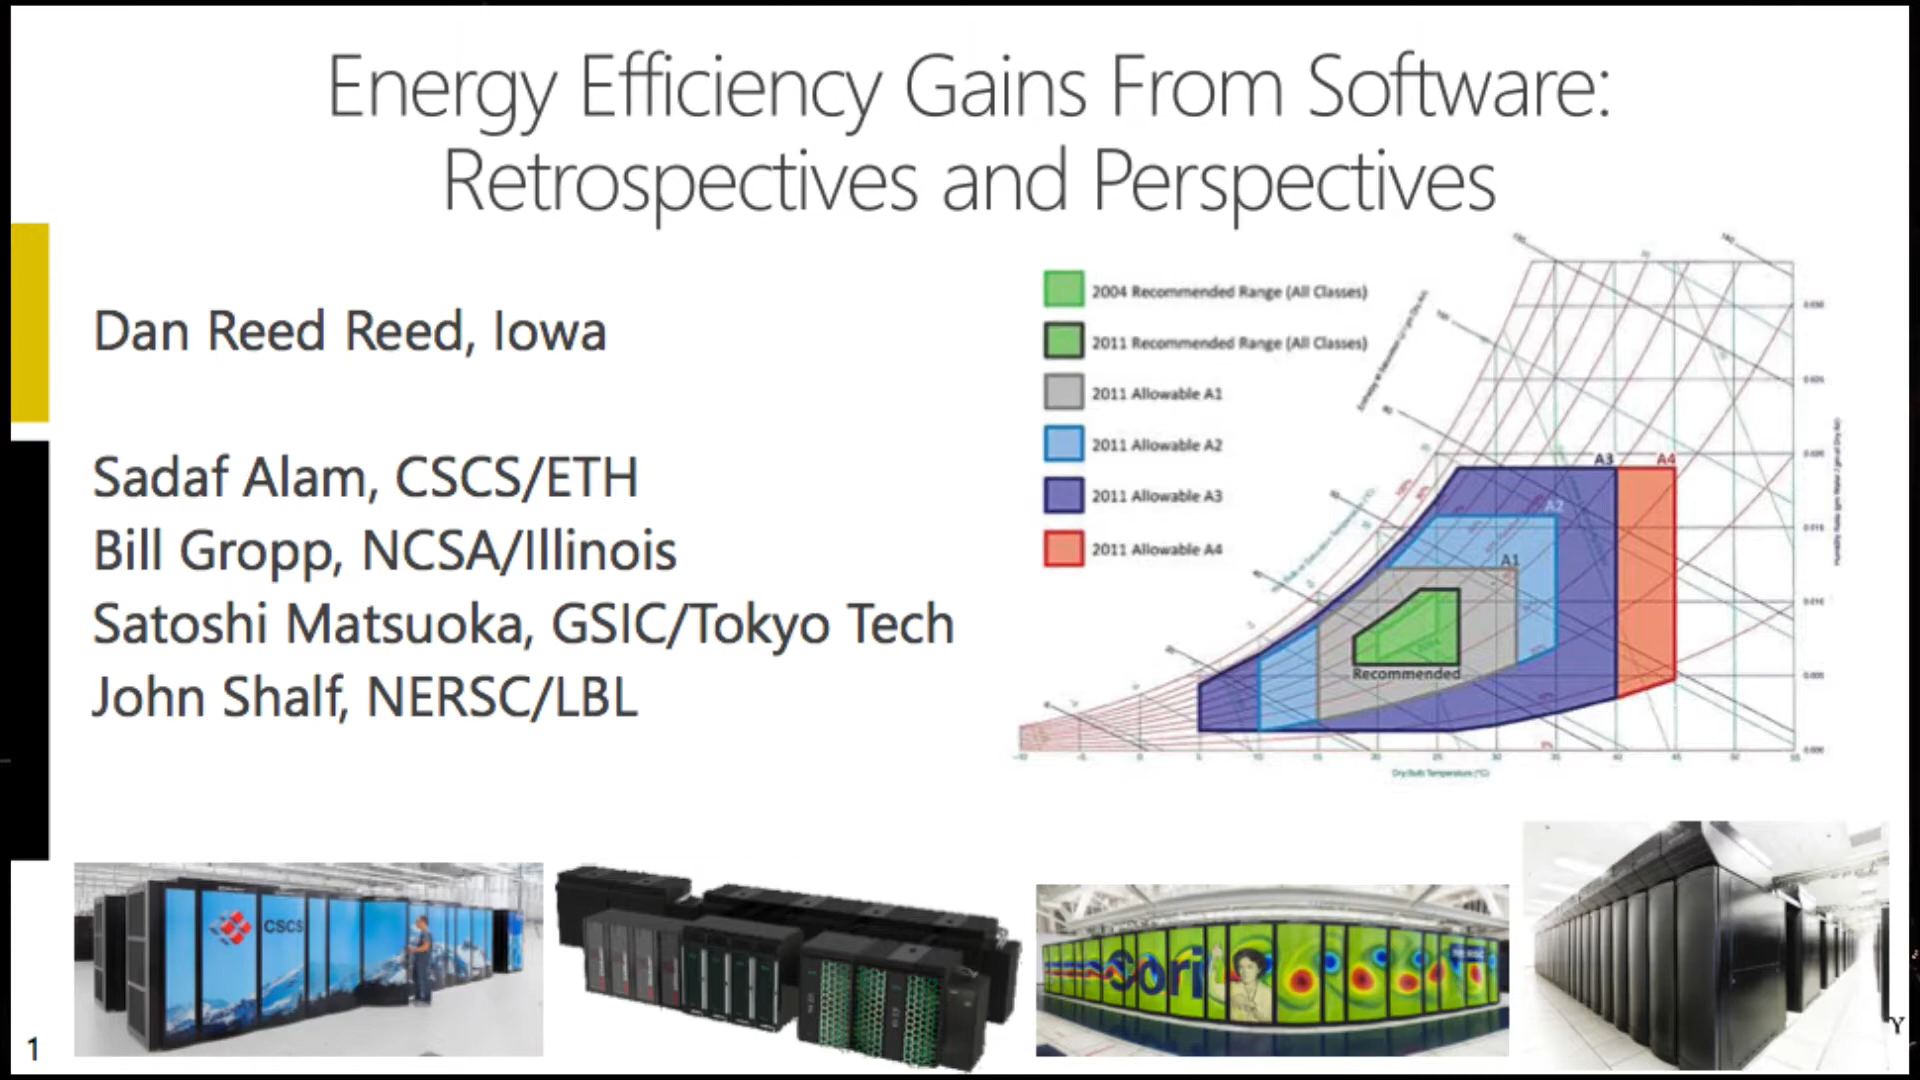 Energy Efficiency Gains From Software:
Retrospectives and Perspectives
Dan Reed Reed, Iowa
Sadaf Alam, CSCS/ETH
Bill Gropp, NCSA/Illinois
Satoshi Matsuoka, GSIC/Tokyo Tech
John Shalf, NERSC/LBL
2004 Recommended Range (All Classes)
2011 Recommended Range (All Classes)
2011 Allowable A1
2011 Allowable A2
2011 Allowable A3
2011 Allowable A4
A3 A4
A2
A1
Recommended
Dry Bulb Temperature (°C)
CSCS
cori
1
Y